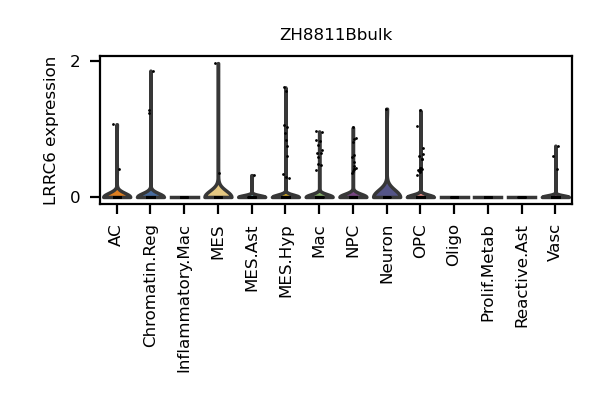 ZH8811Bbulk
LRRC6 expression
2
0
AC
Chromatin.Reg
Inflammatory.Mac
MES
MES.Ast
MES.Hyp
Mac
NPC
Neuron
OPC
Oligo
Prolif.Metab
Reactive.Ast
Vasc